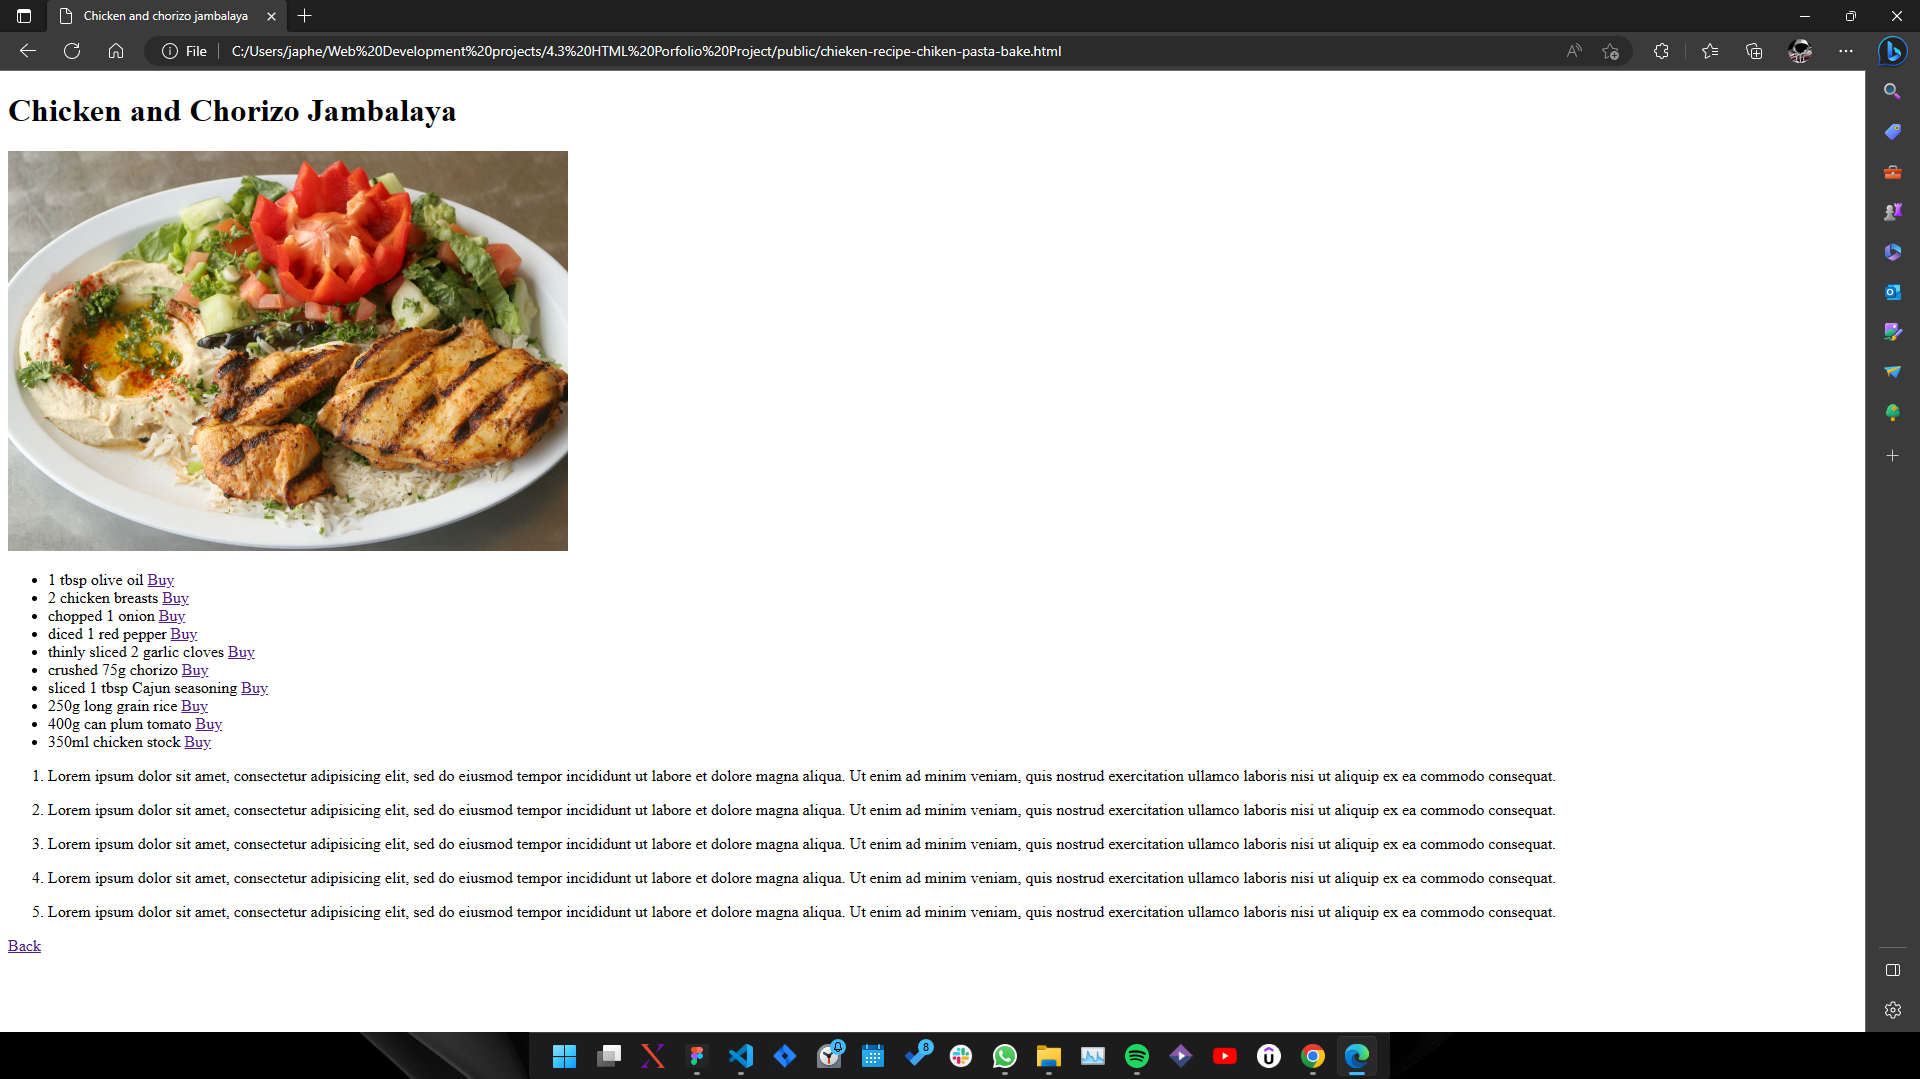 Chicken and chorizo jambalaya
File
C:/Users/japhe/Web%20Development%20projects/4.3%20HTML%20Porfolio%20Project/public/chieken-recipe-chiken-pasta-bake.html
Chicken and Chorizo Jambalaya
1 tbsp olive oil Buy
2 chicken breasts Buy
chopped 1 onion Buy
diced 1 red pepper Buy
thinly sliced 2 garlic cloves Buy
crushed 75g chorizo Buy
sliced 1 tbsp Cajun seasoning Buy
250g long grain rice Buy
400g can plum tomato Buy
350ml chicken stock Buy
1. Lorem ipsum dolor sit amet, consectetur adipisicing elit, sed do eiusmod tempor incididunt ut labore et dolore magna aliqua. Ut enim ad minim veniam, quis nostrud exercitation ullamco laboris nisi ut aliquip ex ea commodo consequat.
2. Lorem ipsum dolor sit amet, consectetur adipisicing elit, sed do eiusmod tempor incididunt ut labore et dolore magna aliqua. Ut enim ad minim veniam, quis nostrud exercitation ullamco laboris nisi ut aliquip ex ea commodo consequat.
3. Lorem ipsum dolor sit amet, consectetur adipisicing elit, sed do eiusmod tempor incididunt ut labore et dolore magna aliqua. Ut enim ad minim veniam, quis nostrud exercitation ullamco laboris nisi ut aliquip ex ea commodo consequat.
4. Lorem ipsum dolor sit amet, consectetur adipisicing elit, sed do eiusmod tempor incididunt ut labore et dolore magna aliqua. Ut enim ad minim veniam, quis nostrud exercitation ullamco laboris nisi ut aliquip ex ea commodo consequat.
5. Lorem ipsum dolor sit amet, consectetur adipisicing elit, sed do eiusmod tempor incididunt ut labore et dolore magna aliqua. Ut enim ad minim veniam, quis nostrud exercitation ullamco laboris nisi ut aliquip ex ea commodo consequat.
Back
8